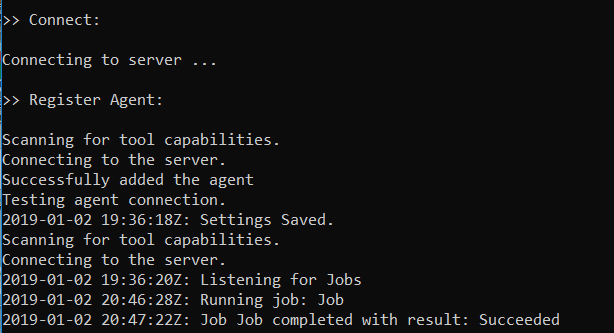 >> Connect:
Connecting to server ...
>> Register Agent:
Scanning for tool capabilities.
Connecting to the server.
Successfully added the agent
Testing agent connection.
2019-01-02 19:36:18Z: Settings Saved.
Scanning for tool capabilities.
Connecting to the server.
2019-01-02 19:36:20Z: Listening for Jobs
2019-01-02 20:46:28Z: Running job: Job
2019-01-02 20:47:22Z: Job Job completed with result: Succeeded